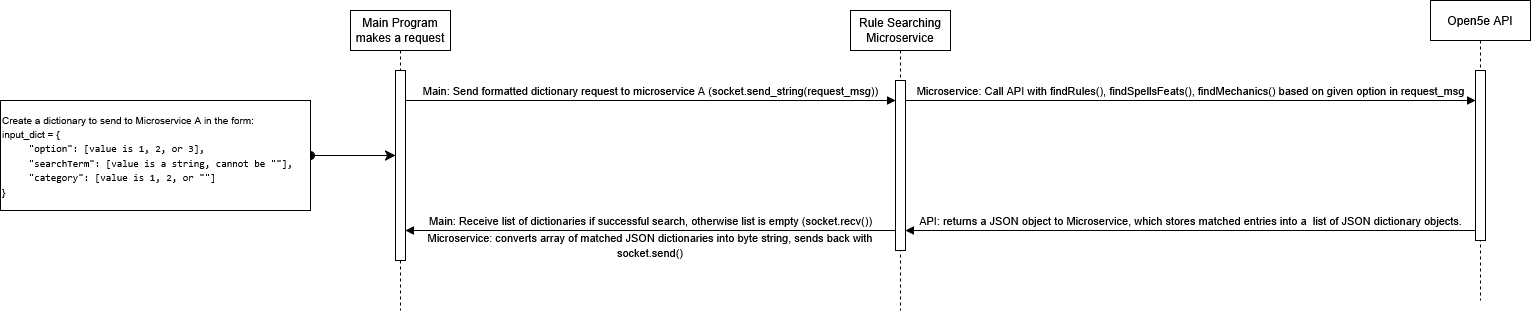 Main Program
makes a request
Rule Searching
Microservice
Open5e API
Main: Send formatted dictionary request to microservice A (socket.send_string(request_msg))
Microservice: Call API with findRules(), findSpellsFeats(), findMechanics() based on given option in request_msg
Create a dictionary to send to Microservice A in the form:
input_dict = {
"option": [value is 1, 2, or 3],
"searchTerm": [value is a string, cannot be ""],
"category": [value is 1, 2, or ""]
}
Main: Receive list of dictionaries if successful search, otherwise list is empty (socket.recv())
Microservice: converts array of matched JSON dictionaries into byte string, sends back with
socket.send()
API: returns a JSON object to Microservice, which stores matched entries into a  list of JSON dictionary objects.